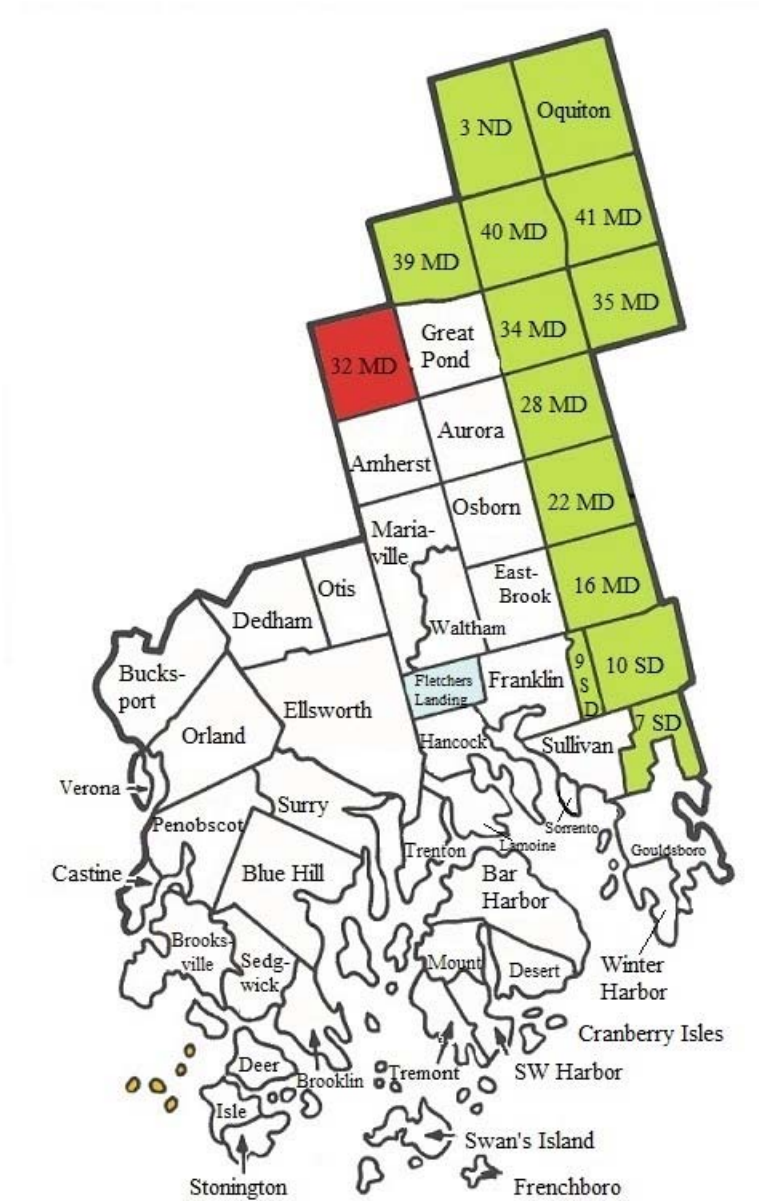 3 ND
Oquiton
40 MD
41 MD
39 MD
35 MD
34 MD
32 MD
Great
Pond
28 MD
Aurora
Amherst
22 MD
Osborn
Maria-
ville
East-
Brook
16 MD
Otis
Dedham
Waltham
9
S
D
10 SD
Bucks-
port
Fletchers
Landing
Franklin
Ellsworth
7 SD
Orland
Hancock
Sullivan
Verona
Surry
Penobscot
Sorrento
Lamoine
Trenton
Gouldsboro
Castine
Blue Hill
Bar
Harbor
Brooks-
ville
Sedg-
wick
Mount
Desert
Winter
Harbor
Cranberry Isles
Deer
Brooklin
Tremont
SW Harbor
Isle
Swan's Island
Stonington
Frenchboro